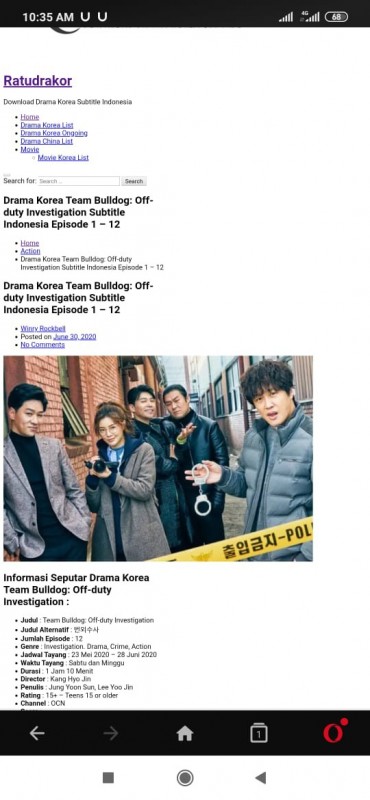 10:35 AM U U 4G 68
Ratudrakor
Download Drama Korea Subtitle Indonesia
Home
Drama Korea List
Drama Korea Ongoing
Drama China List
Movie
Movie Korea List
Search for: Search ... Search
Drama Korea Team Bulldog: Off-
duty Investigation Subtitle
Indonesia Episode 1 – 12
Home
Action
Drama Korea Team Bulldog: Off-duty
Investigation Subtitle Indonesia Episode 1 – 12
Drama Korea Team Bulldog: Off-
duty Investigation Subtitle
Indonesia Episode 1 – 12
Winry Rockbell
Posted on June 30, 2020
No Comments
출입금지-POL
Informasi Seputar Drama Korea
Team Bulldog: Off-duty
Investigation :
Judul : Team Bulldog: Off-duty Investigation
Judul Alternatif : 번외수사
Jumlah Episode : 12
Genre : Investigation. Drama, Crime, Action
Jadwal Tayang : 23 Mei 2020 – 28 Juni 2020
Waktu Tayang : Sabtu dan Minggu
Durasi : 1 Jam 10 Menit
Director : Kang Hyo Jin
Penulis : Jung Yoon Sun, Lee Yoo Jin
Rating : 15+ – Teens 15 or older
Channel : OCN
1